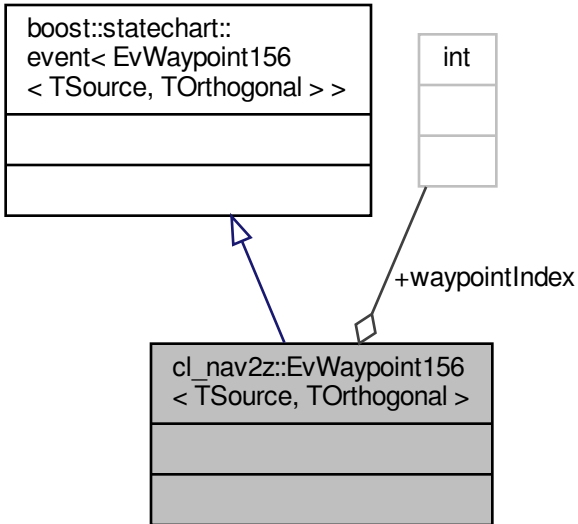 boost::statechart::
event< EvWaypoint156
< TSource, TOrthogonal > >
int
+waypointIndex
cl_nav2z::EvWaypoint156
< TSource, TOrthogonal >